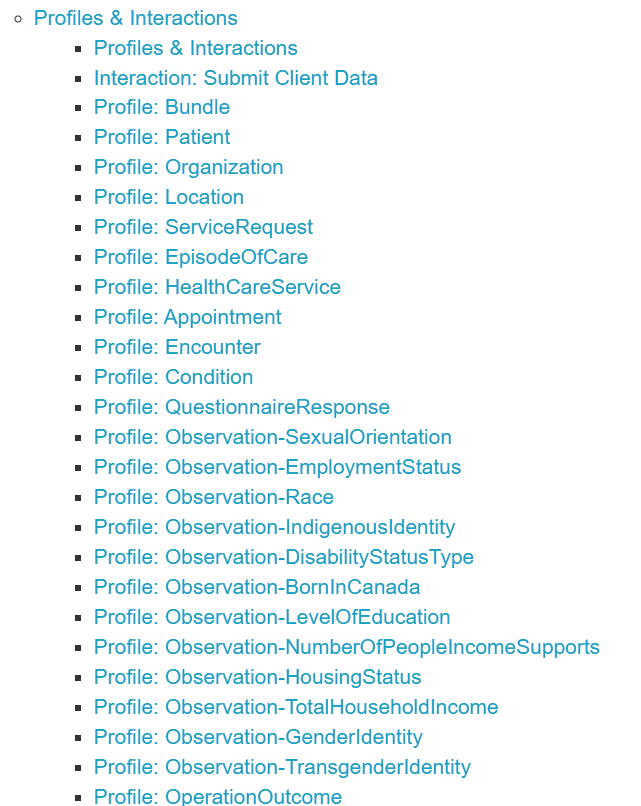 Profiles & Interactions
Profiles & Interactions
Interaction: Submit Client Data
Profile: Bundle
Profile: Patient
Profile: Organization
Profile: Location
Profile: ServiceRequest
Profile: EpisodeOfCare
Profile: HealthCareService
Profile: Appointment
Profile: Encounter
Profile: Condition
Profile: QuestionnaireResponse
Profile: Observation-SexualOrientation
Profile: Observation-EmploymentStatus
Profile: Observation-Race
Profile: Observation-IndigenousIdentity
Profile: Observation-DisabilityStatusType
Profile: Observation-BornInCanada
Profile: Observation-LevelOfEducation
Profile: Observation-NumberOfPeopleIncomeSupports
Profile: Observation-HousingStatus
Profile: Observation-TotalHouseholdIncome
Profile: Observation-GenderIdentity
Profile: Observation-TransgenderIdentity
Profile: OperationOutcome